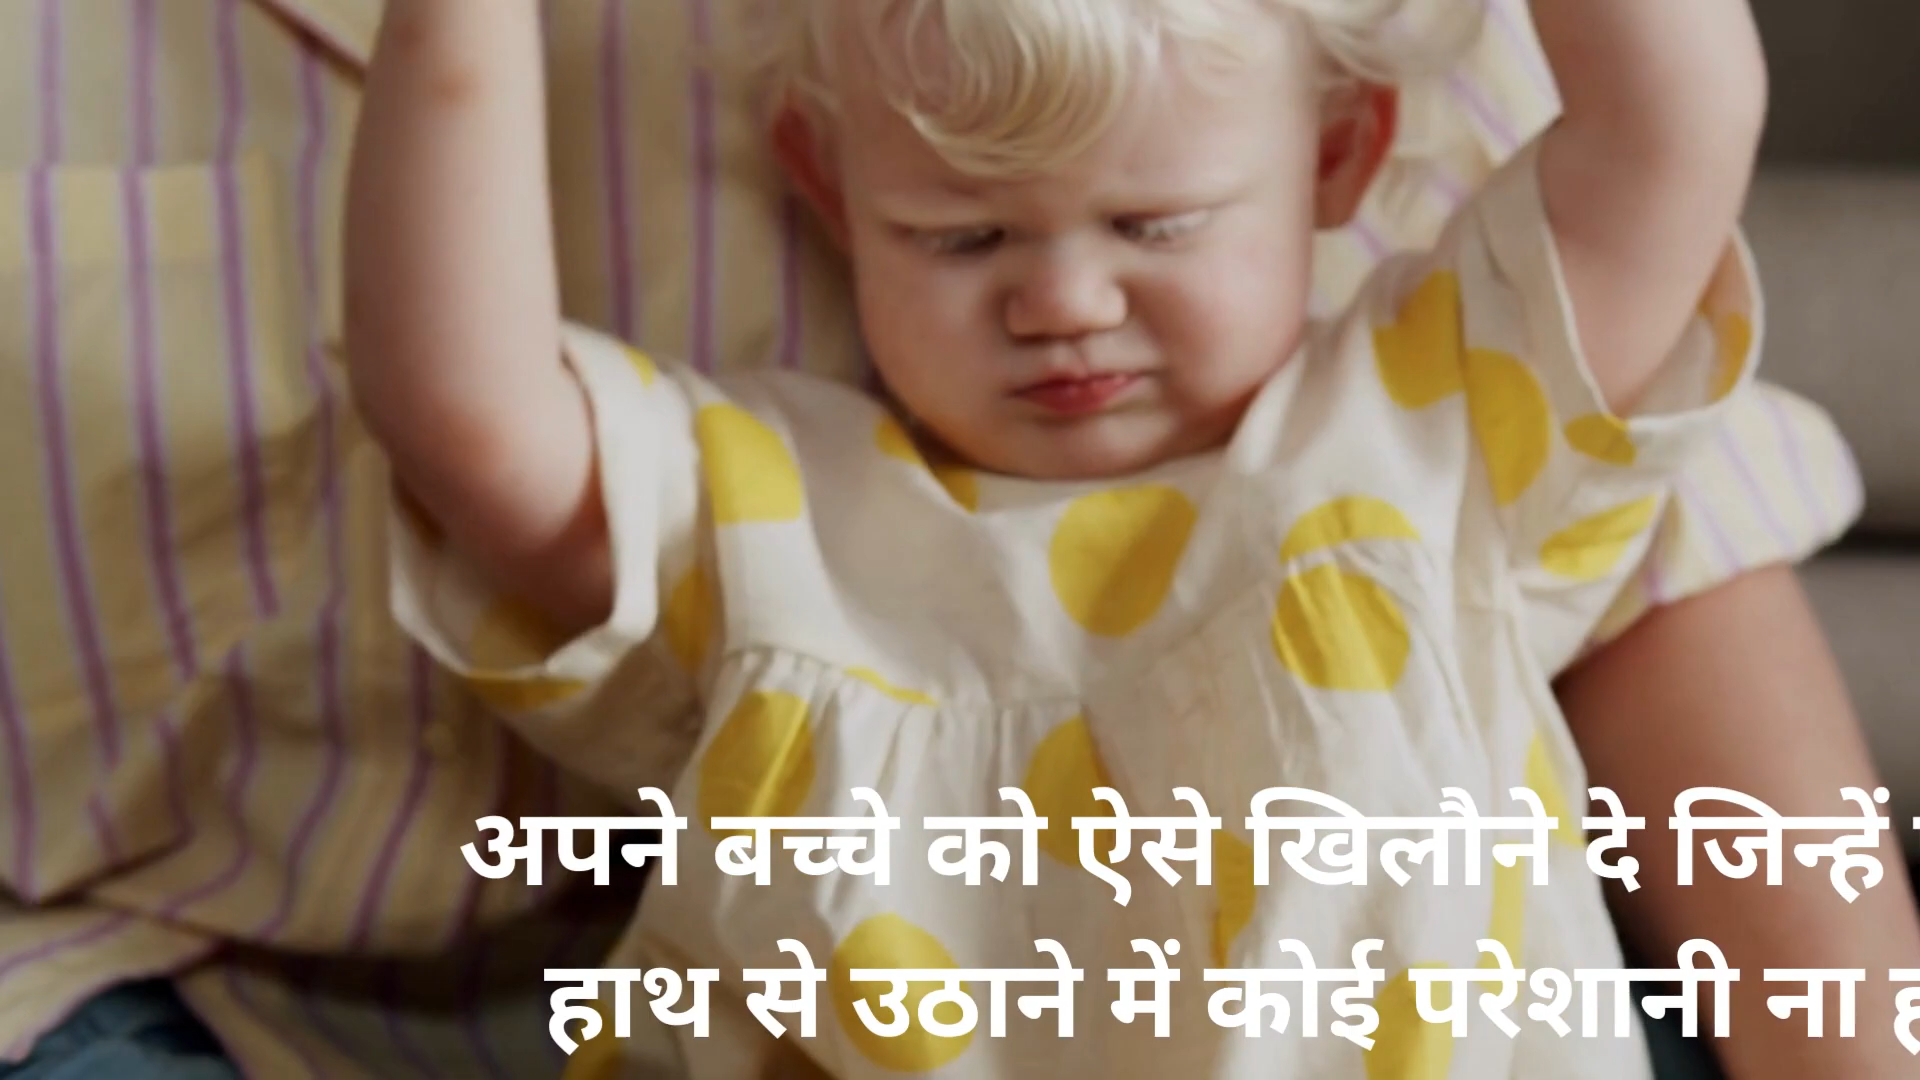 अपने बच्चे को ऐसे खिलौने दे जिन्हें
हाथ से उठाने में कोई परेशानी ना